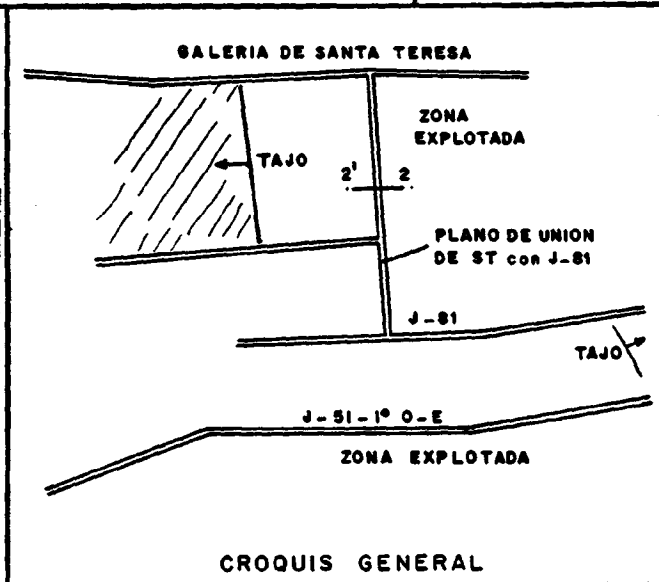 GALERIA DE SANTA TERESA
ZONA
EXPLOTADA
TAJO
2' 2
PLANO DE UNION
DE ST con J-81
J-81
TAJO
J-51-1º O-E
ZONA EXPLOTADA
CROQUIS GENERAL